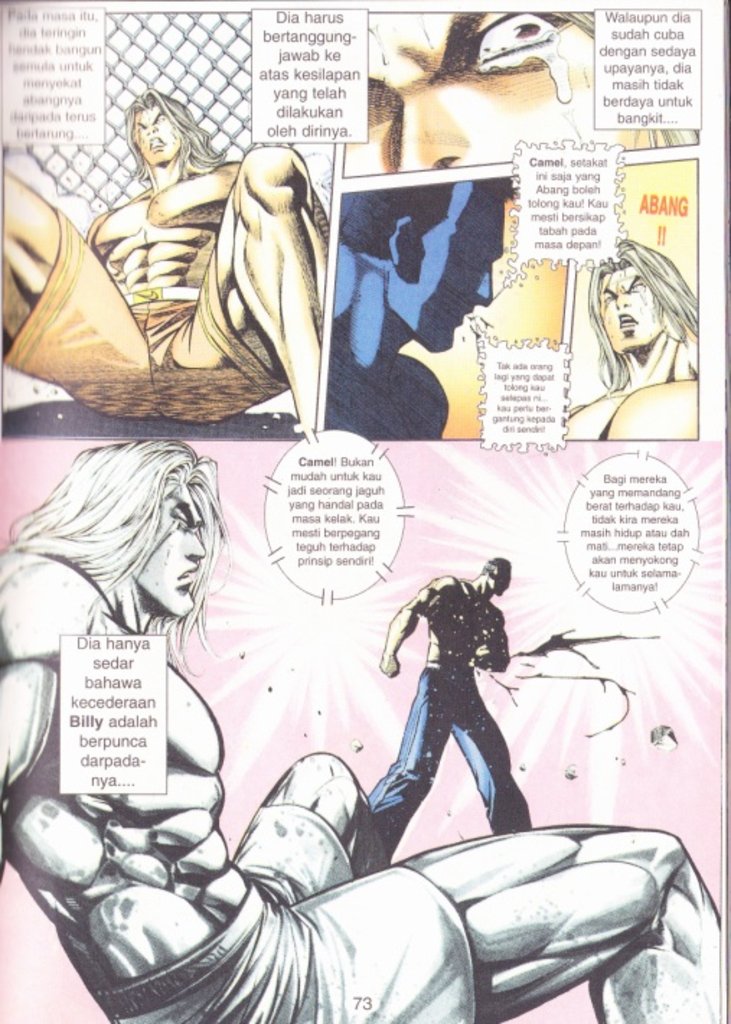 Pada masa itu,
dia teringin
hendak bangun
semula untuk
menyekat
abangnya
daripada terus
bertarung....
Dia harus
bertanggung-
jawab ke
atas kesilapan
yang telah
dilakukan
oleh dirinya.
Walaupun dia
sudah cuba
dengan sedaya
upayanya, dia
masih tidak
berdaya untuk
bangkit....
Camel, setakat
ini saja yang
Abang boleh
tolong kau! Kau
mesti bersikap
tabah pada
masa depan!
ABANG
!!
Tak ada orang
lagi yang dapat
tolong kau
selepas ni...
kau perlu ber-
gantung kepada
diri sendiri!
Camel! Bukan
mudah untuk kau
jadi seorang jaguh
yang handal pada
masa kelak. Kau
mesti berpegang
teguh terhadap
prinsip sendiri!
Bagi mereka
yang memandang
berat terhadap kau,
tidak kira mereka
masih hidup atau dah
mati...mereka tetap
akan menyokong
kau untuk selama-
lamanya!
Dia hanya
sedar
bahawa
kecederaan
Billy adalah
berpunca
darpada-
nya....
73